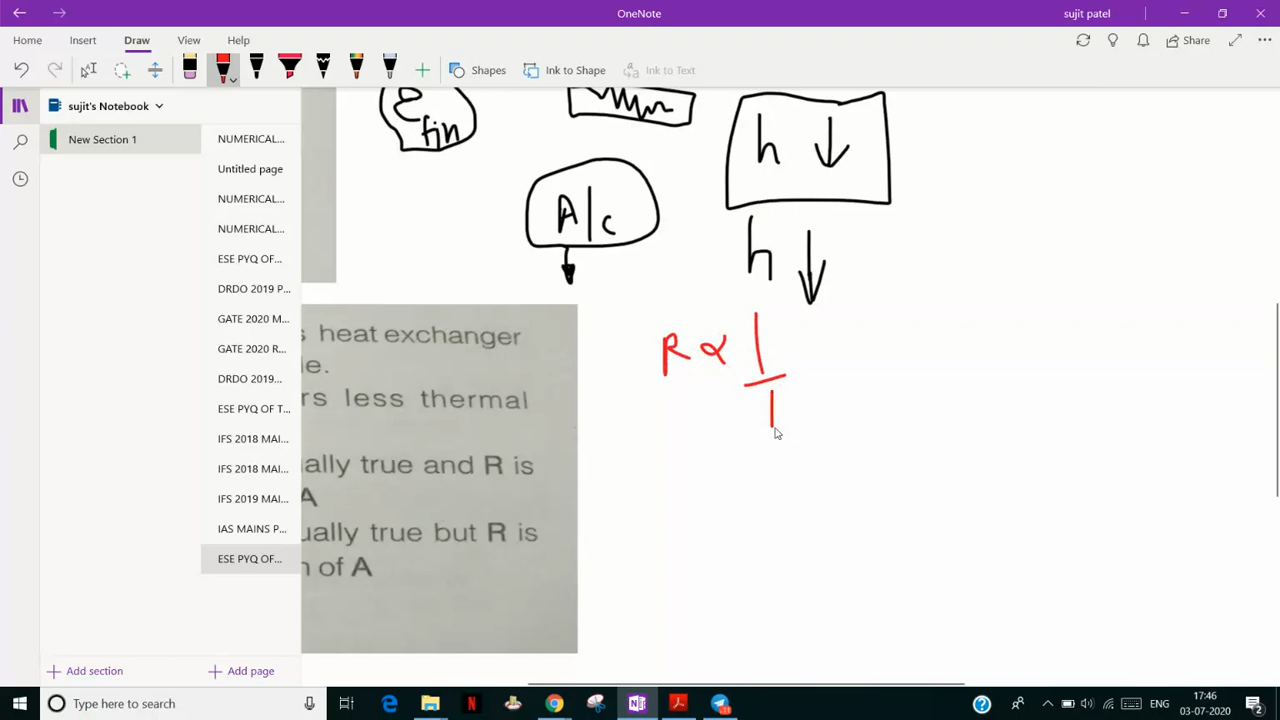 OneNote
sujit patel
Home Insert Draw View Help
Share
Shapes Ink to Shape Ink to Text
sujit's Notebook
New Section 1
NUMERICAL...
Untitled page
NUMERICAL...
NUMERICAL...
ESE PYQ OF...
DRDO 2019 P...
GATE 2020 M...
GATE 2020 R...
DRDO 2019...
ESE PYQ OF T...
IFS 2018 MAI...
IFS 2018 MAI...
IFS 2019 MAI...
IAS MAINS P...
ESE PYQ OF...
Add section
Add page
ε fin
h ↓
A/c
h ↓
R ∝ 1
s heat exchanger
le.
rs less thermal
ally true and R is
A
ually true but R is
n of A
Type here to search
ENG
17:46
03-07-2020
2